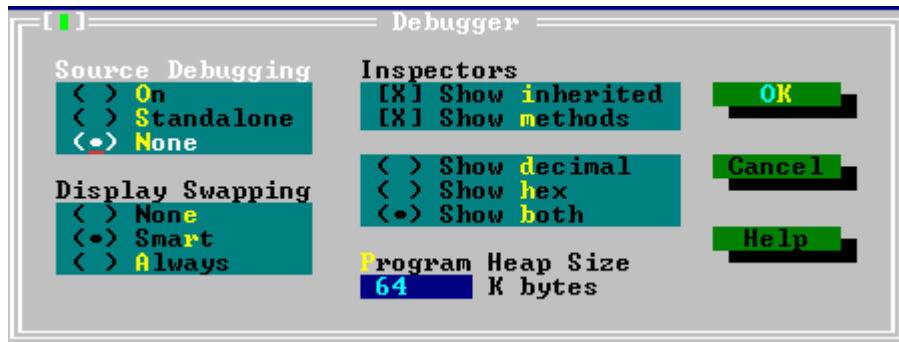 [▮] Debugger
Source Debugging
( ) On
( ) Standalone
(•) None
Display Swapping
( ) None
(•) Smart
( ) Always
Inspectors
[X] Show inherited
[X] Show methods
( ) Show decimal
( ) Show hex
(•) Show both
Program Heap Size
64 K bytes
OK
Cancel
Help